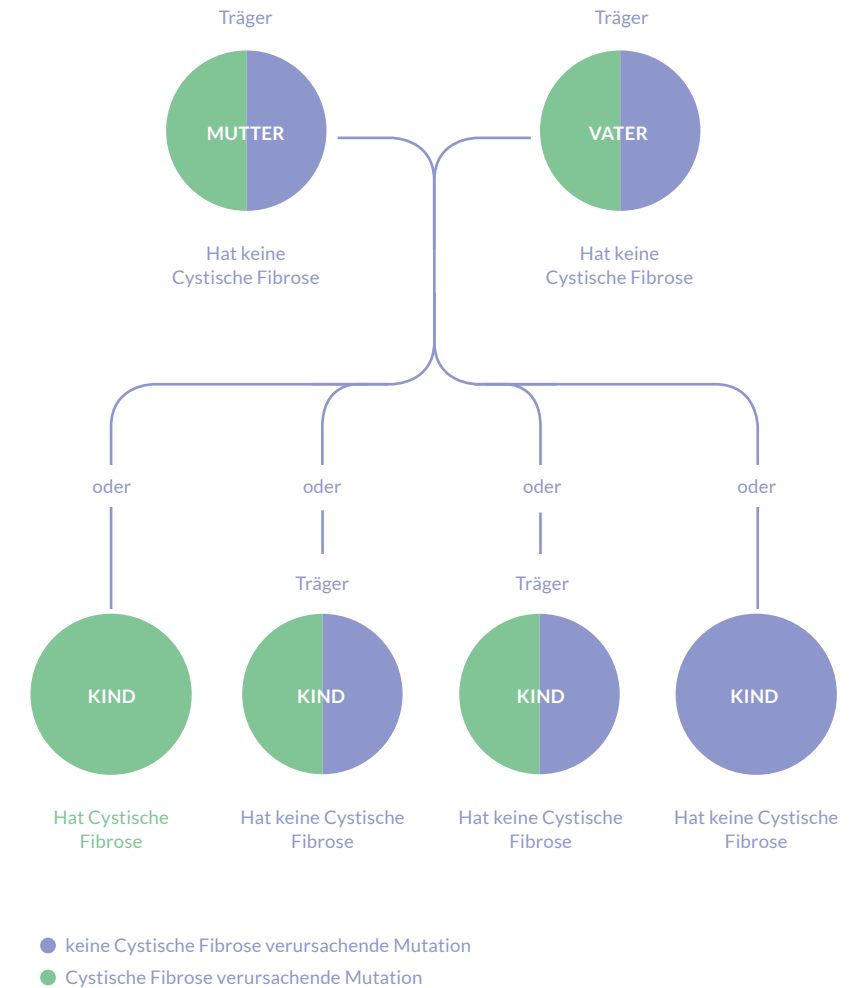 Träger
Träger
MUTTER
VATER
Hat keine
Cystische Fibrose
Hat keine
Cystische Fibrose
oder
oder
oder
oder
Träger
Träger
KIND
KIND
KIND
KIND
Hat Cystische
Fibrose
Hat keine Cystische
Fibrose
Hat keine Cystische
Fibrose
Hat keine Cystische
Fibrose
keine Cystische Fibrose verursachende Mutation
Cystische Fibrose verursachende Mutation